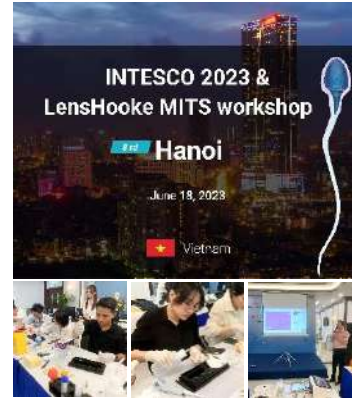 INTESCO 2023 &
LensHooke MITS workshop
Hanoi
June 18, 2023
Vietnam